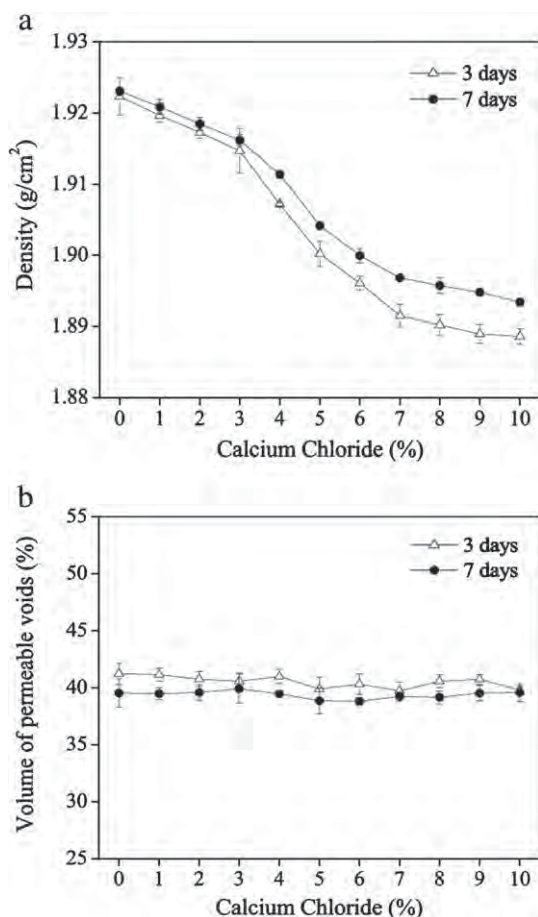 a
1.93
1.92
1.91
1.90
1.89
1.88
Density (g/cm²)
3 days
7 days
0 1 2 3 4 5 6 7 8 9 10
Calcium Chloride (%)
b
55
50
45
40
35
30
25
Volume of permeable voids (%)
3 days
7 days
0 1 2 3 4 5 6 7 8 9 10
Calcium Chloride (%)